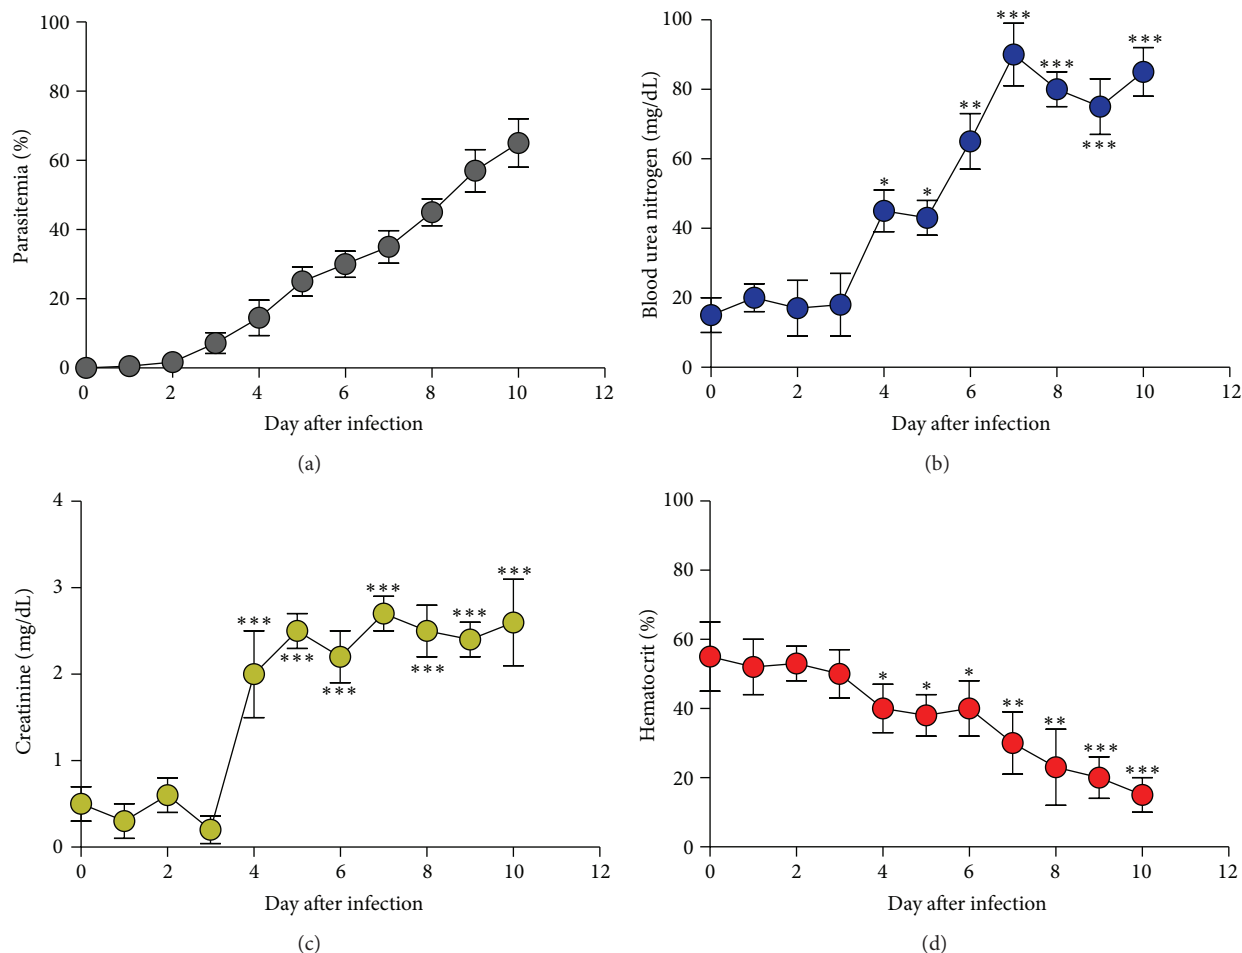 100
80
60
40
20
0
Parasitemia (%)
0 2 4 6 8 10 12
Day after infection
(a)
100
80
60
40
20
0
Blood urea nitrogen (mg/dL)
* * ** *** *** *** ***
0 2 4 6 8 10 12
Day after infection
(b)
4
3
2
1
0
Creatinine (mg/dL)
*** *** *** *** *** *** ***
0 2 4 6 8 10 12
Day after infection
(c)
100
80
60
40
20
0
Hematocrit (%)
* * * ** ** *** ***
0 2 4 6 8 10 12
Day after infection
(d)